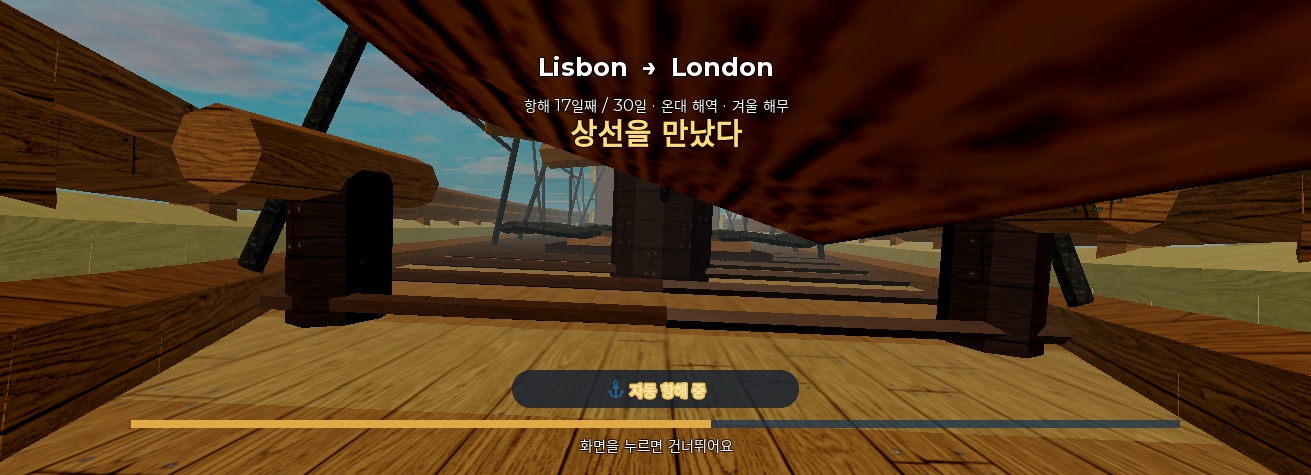 Lisbon → London
항해 17일째 / 30일 · 온대 해역 · 겨울 해무
상선을 만났다
⚓ 자동 항해 중
화면을 누르면 건너뛰어요